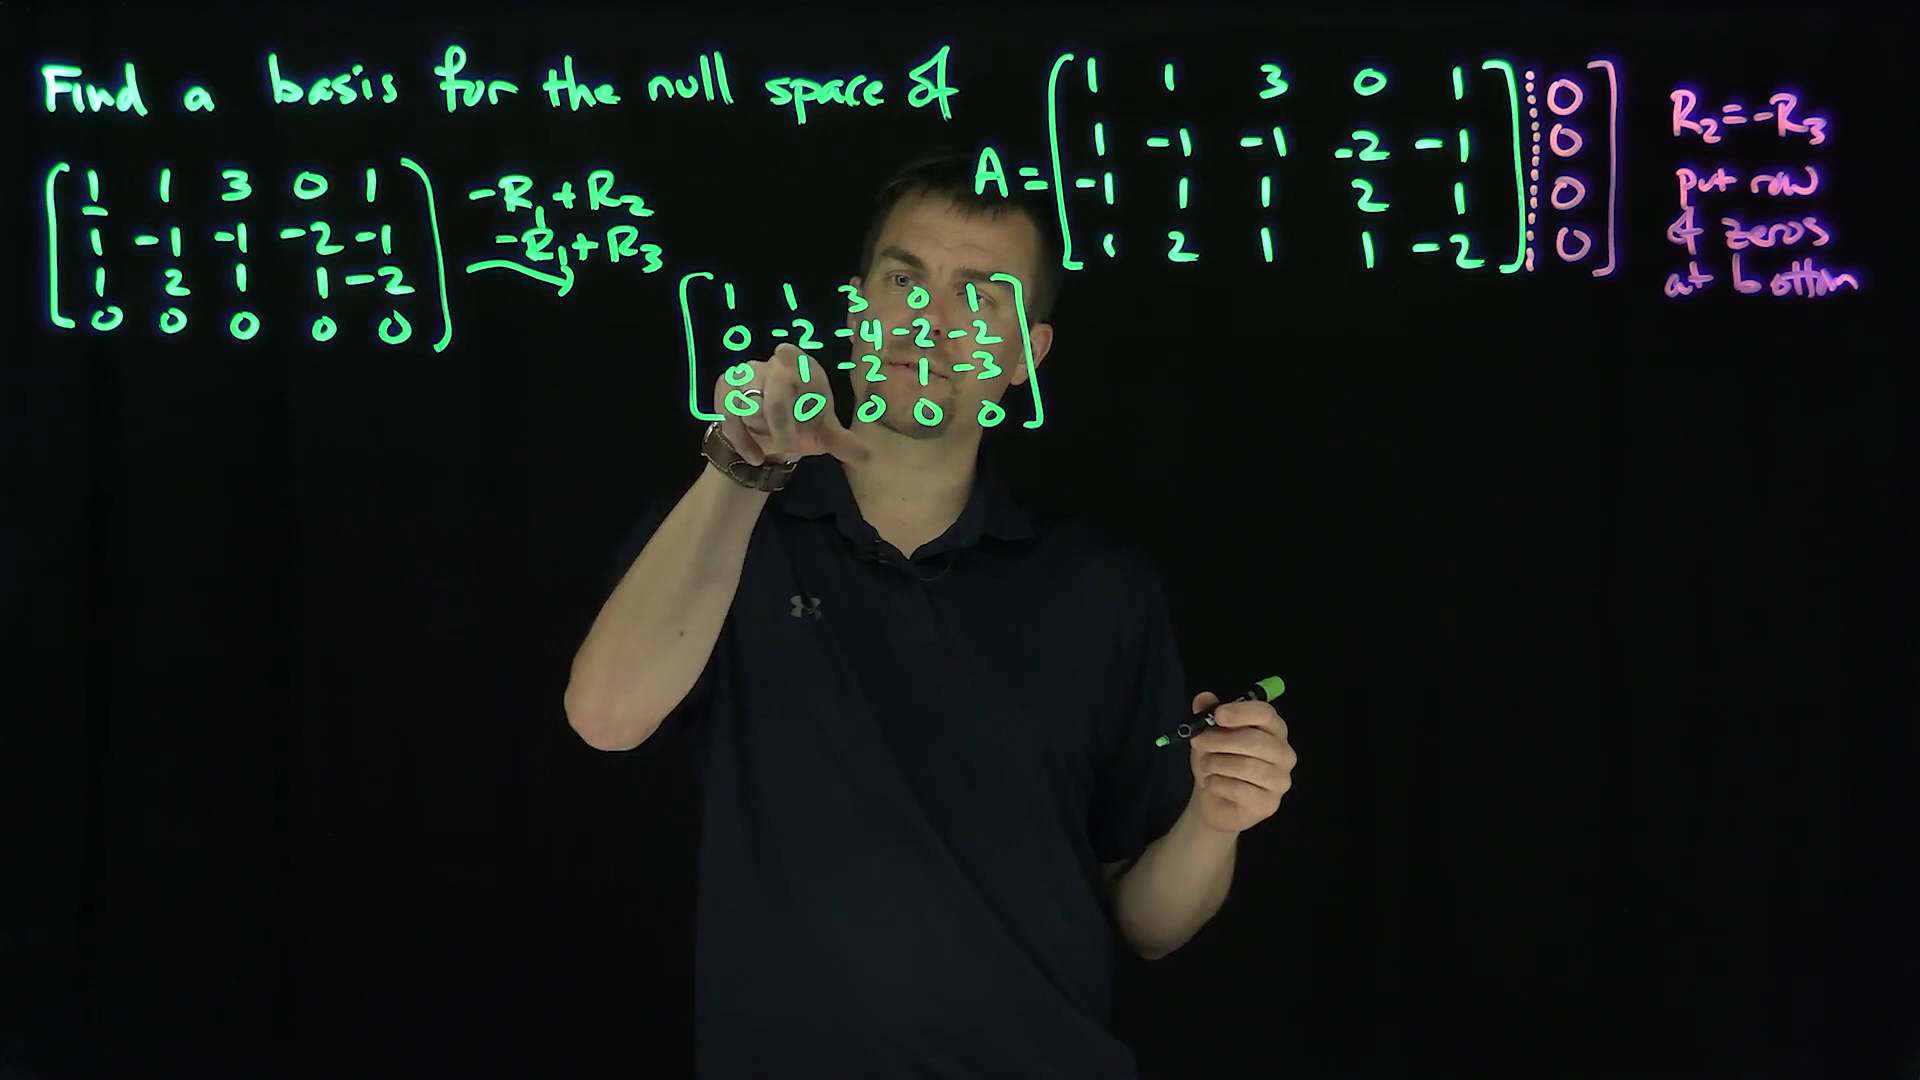 Find a basis for the null space of
A = [1 1 3 0 1 | 0]
[1 -1 -1 -2 -1 | 0]
[-1 1 1 2 1 | 0]
[1 2 1 1 -2 | 0]
R₂=-R₃
put row
of zeros
at bottom
[1 1 3 0 1]
[1 -1 -1 -2 -1]
[1 2 1 1 -2]
[0 0 0 0 0]
-R₁+R₂
-R₁+R₃
[1 1 3 0 1]
[0 -2 -4 -2 -2]
[0 1 -2 1 -3]
[0 0 0 0 0]